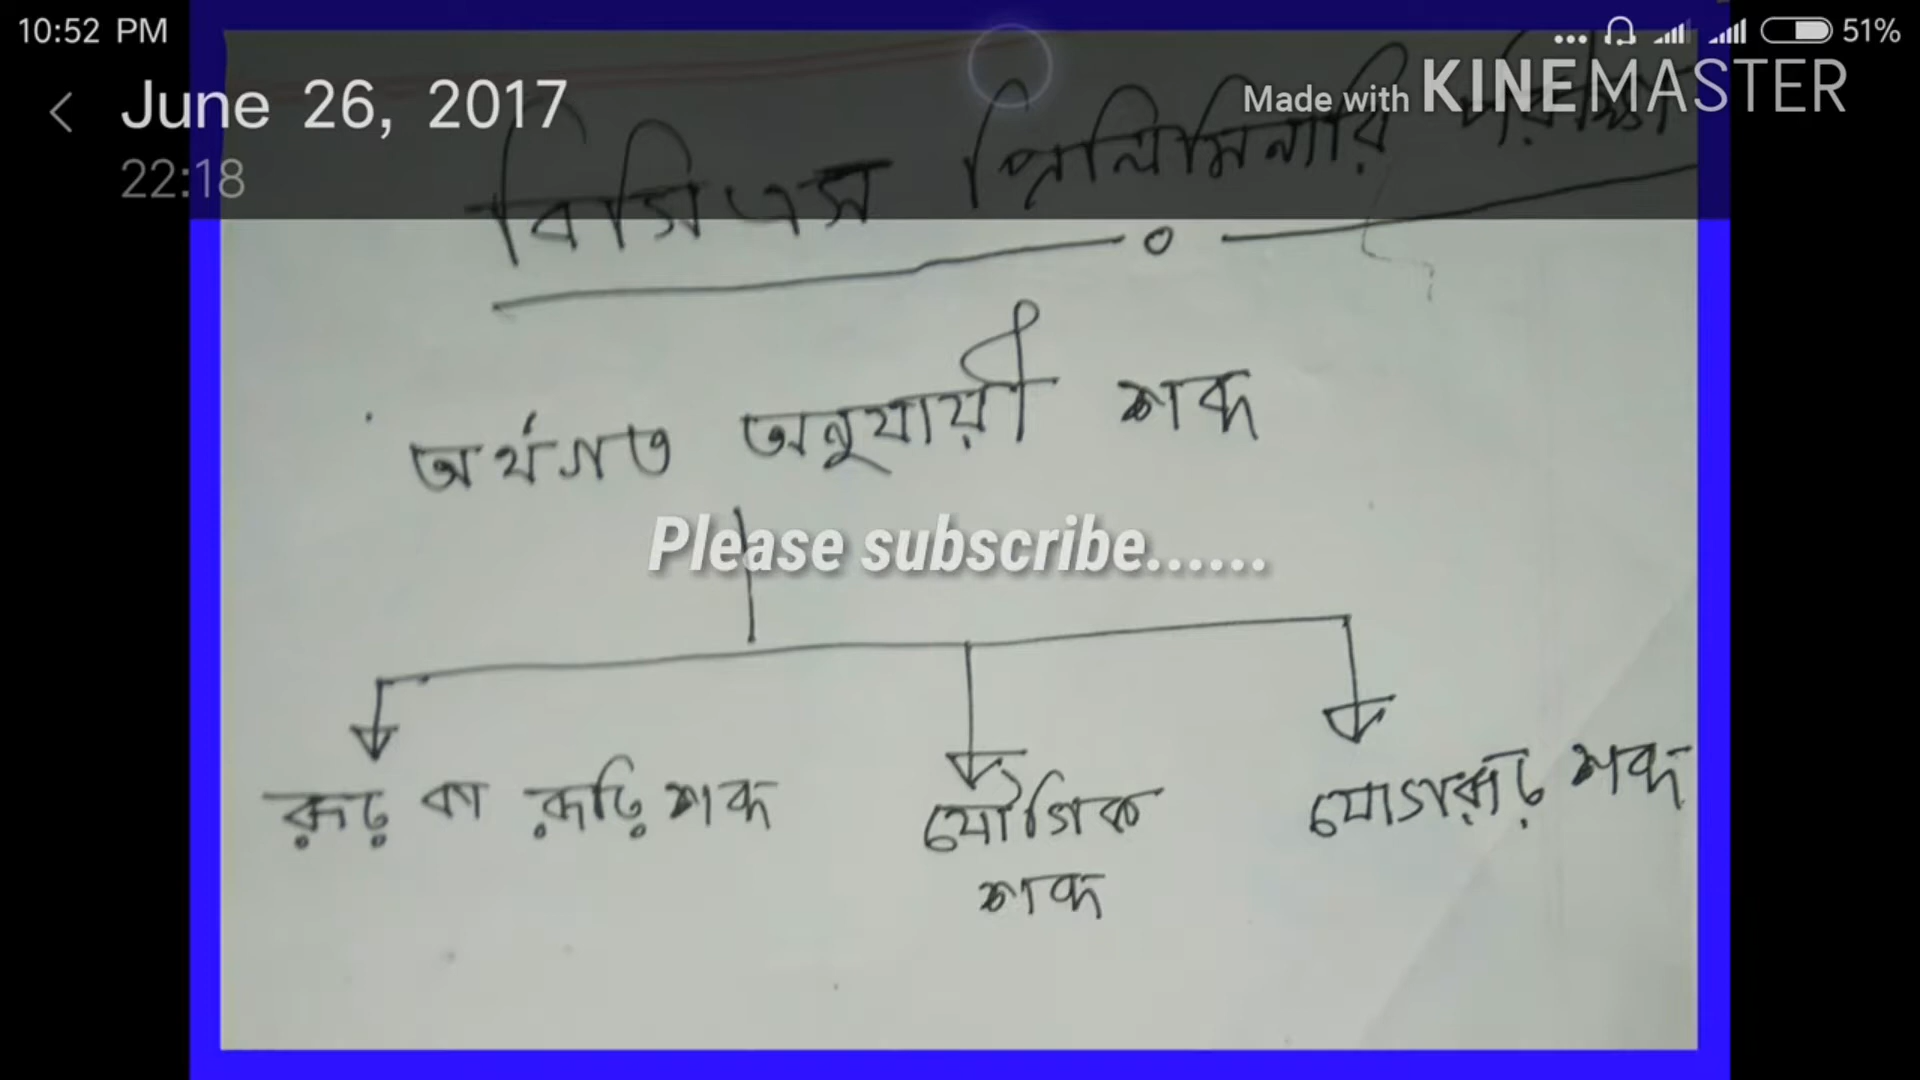 10:52 PM
... 51%
June 26, 2017
Made with KINEMASTER
22:18
বিসিএস প্রিলিমিনারি পরীক্ষা
অর্থগত অনুযায়ী শব্দ
Please subscribe......
রূঢ় বা রূঢ়ি শব্দ
যৌগিক
শব্দ
যোগরূঢ় শব্দ